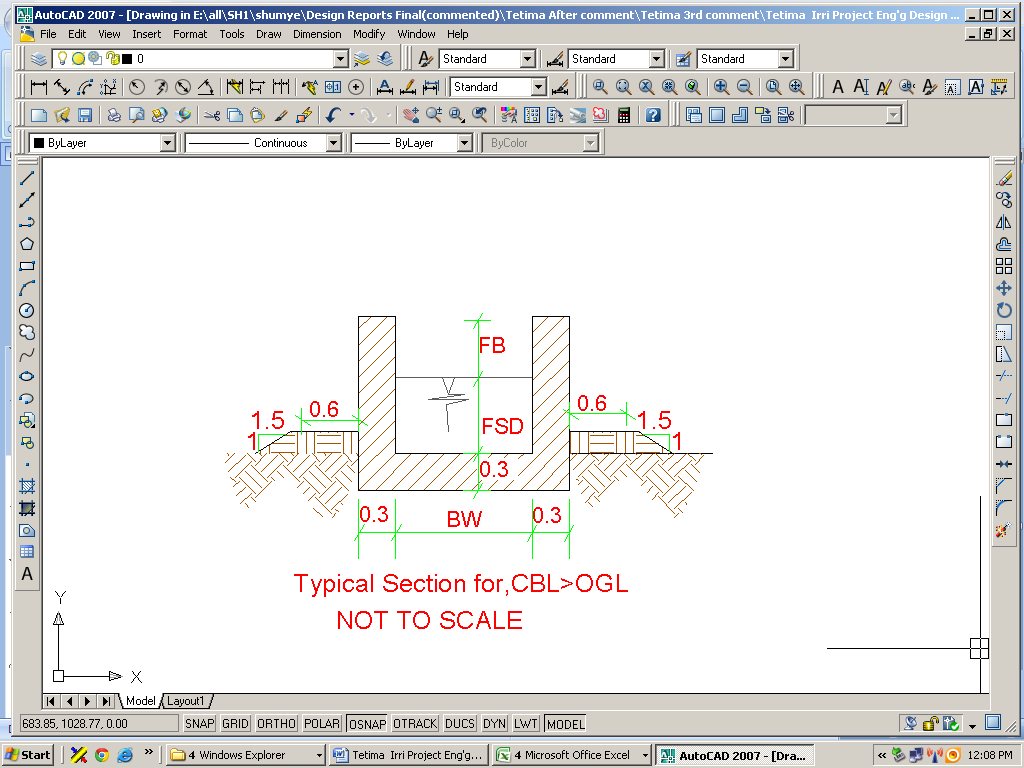 AutoCAD 2007 - [Drawing in E:\all\SH1\shumye\Design Reports Final(commented)\Tetima After comment\Tetima 3rd comment\Tetima  Irri Project Eng'g Design ...
File Edit View Insert Format Tools Draw Dimension Modify Window Help
0 Standard Standard Standard
Standard
ByLayer Continuous ByLayer ByColor
FB
0.6 0.6
1.5 FSD 1.5
1 1
0.3
0.3 BW 0.3
Typical Section for,CBL>OGL
NOT TO SCALE
Y
X
Model Layout1
683.85, 1028.77, 0.00 SNAP GRID ORTHO POLAR OSNAP OTRACK DUCS DYN LWT MODEL
Start » 4 Windows Explorer Tetima  Irri Project Eng'g... 4 Microsoft Office Excel AutoCAD 2007 - [Dra... « 12:08 PM